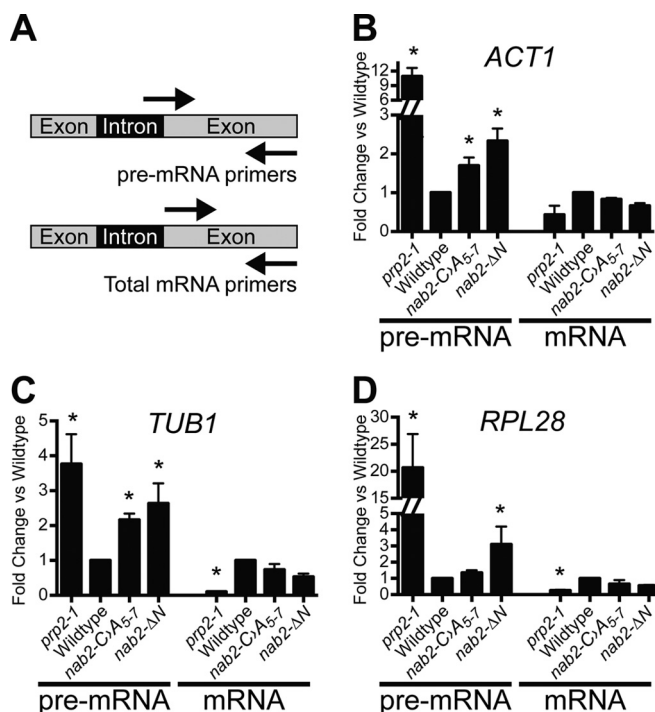 A
Exon Intron Exon
pre-mRNA primers
Exon Intron Exon
Total mRNA primers
B
ACT1
Fold Change vs Wildtype
12
9
6
3
2
1
0
* * *
prp2-1 Wildtype nab2-C›A5-7 nab2-ΔN prp2-1 Wildtype nab2-C›A5-7 nab2-ΔN
pre-mRNA mRNA
C
TUB1
Fold Change vs Wildtype
5
4
3
2
1
0
* * * *
prp2-1 Wildtype nab2-C›A5-7 nab2-ΔN prp2-1 Wildtype nab2-C›A5-7 nab2-ΔN
pre-mRNA mRNA
D
RPL28
Fold Change vs Wildtype
30
25
20
15
5
4
3
2
1
0
* * *
prp2-1 Wildtype nab2-C›A5-7 nab2-ΔN prp2-1 Wildtype nab2-C›A5-7 nab2-ΔN
pre-mRNA mRNA